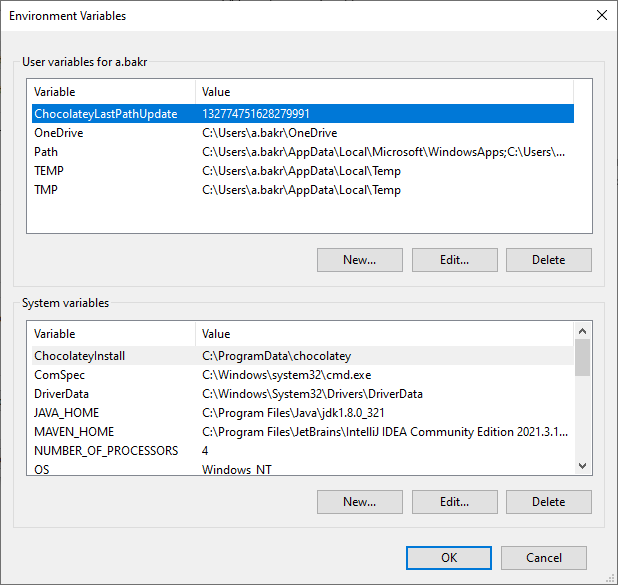 Environment Variables
User variables for a.bakr
Variable Value
ChocolateyLastPathUpdate 132774751628279991
OneDrive C:\Users\a.bakr\OneDrive
Path C:\Users\a.bakr\AppData\Local\Microsoft\WindowsApps;C:\Users\...
TEMP C:\Users\a.bakr\AppData\Local\Temp
TMP C:\Users\a.bakr\AppData\Local\Temp
New... Edit... Delete
System variables
Variable Value
ChocolateyInstall C:\ProgramData\chocolatey
ComSpec C:\Windows\system32\cmd.exe
DriverData C:\Windows\System32\Drivers\DriverData
JAVA_HOME C:\Program Files\Java\jdk1.8.0_321
MAVEN_HOME C:\Program Files\JetBrains\IntelliJ IDEA Community Edition 2021.3.1...
NUMBER_OF_PROCESSORS 4
OS Windows_NT
New... Edit... Delete
OK Cancel